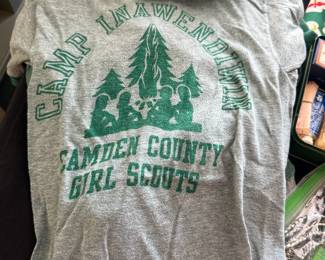 CAMP INAWENDIWIN
CAMDEN COUNTY
GIRL SCOUTS